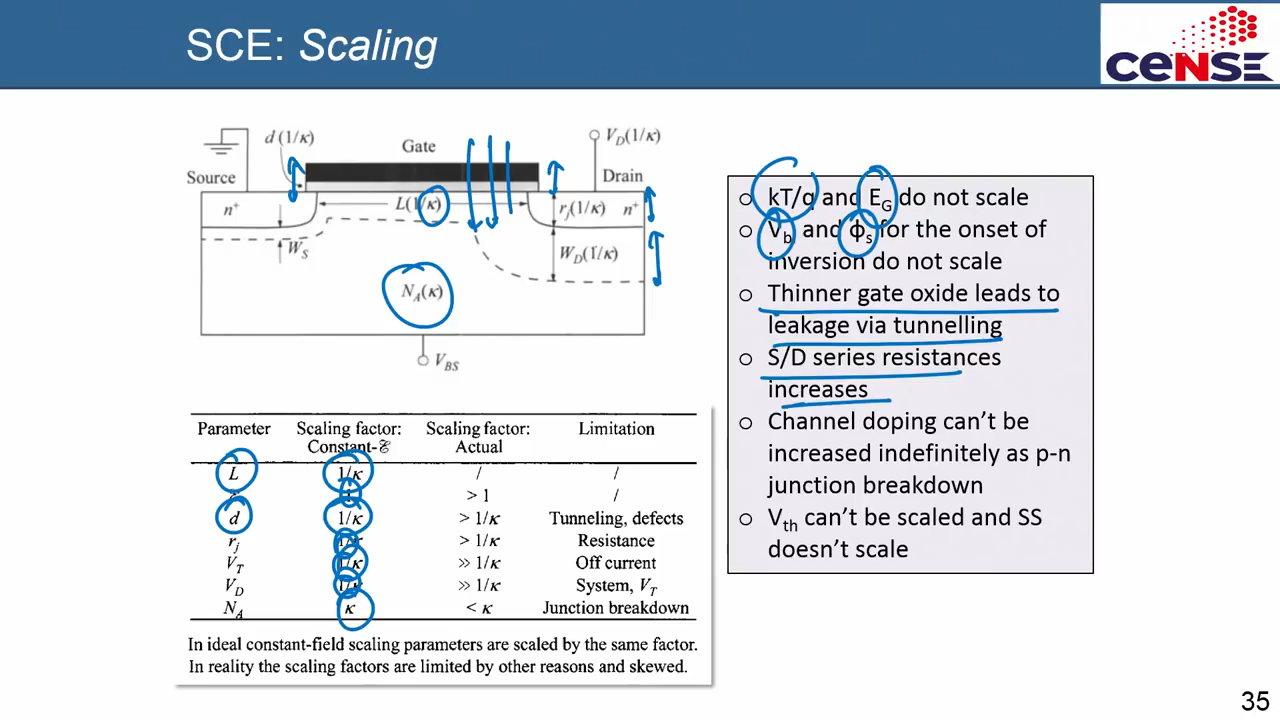 SCE: Scaling
CeNSE
d(1/κ)
Gate
V_D(1/κ)
Source
Drain
n⁺
L(1/κ)
r_j(1/κ)
n⁺
W_S
W_D(1/κ)
N_A(κ)
V_BS
Parameter Scaling factor: Constant-ℰ Scaling factor: Actual Limitation
L 1/κ / /
ℰ 1 > 1 /
d 1/κ > 1/κ Tunneling, defects
r_j 1/κ > 1/κ Resistance
V_T 1/κ ≫ 1/κ Off current
V_D 1/κ ≫ 1/κ System, V_T
N_A κ < κ Junction breakdown
In ideal constant-field scaling parameters are scaled by the same factor.
In reality the scaling factors are limited by other reasons and skewed.
o kT/q and E_G do not scale
o V_b and ϕ_s for the onset of
inversion do not scale
o Thinner gate oxide leads to
leakage via tunnelling
o S/D series resistances
increases
o Channel doping can't be
increased indefinitely as p-n
junction breakdown
o V_th can't be scaled and SS
doesn't scale
35